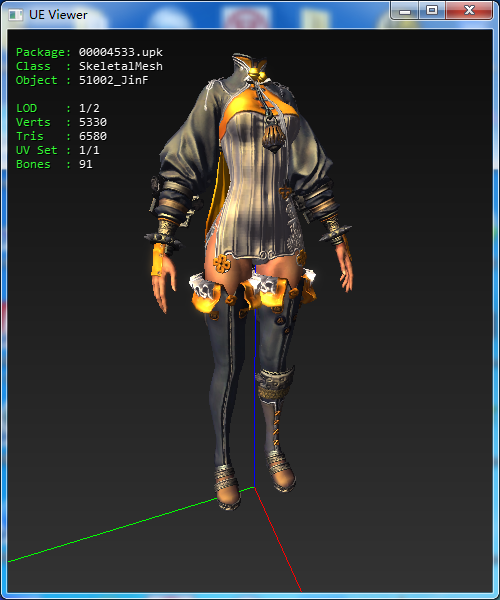 UE Viewer
Package: 00004533.upk
Class : SkeletalMesh
Object : 51002_JinF
LOD : 1/2
Verts : 5330
Tris : 6580
UV Set : 1/1
Bones : 91